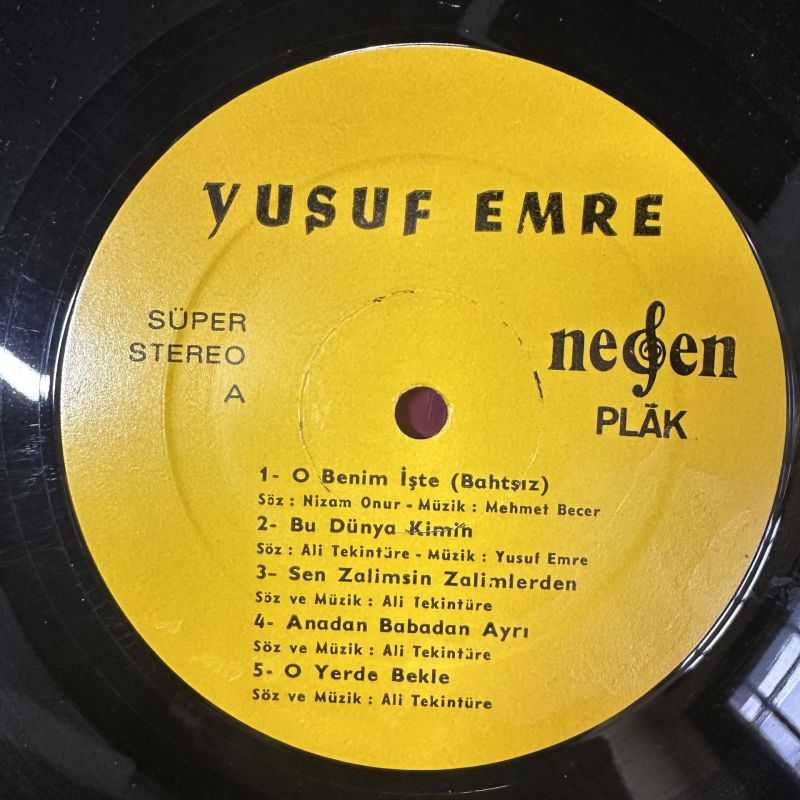 YUSUF EMRE
SÜPER
STEREO
A
neşen
PLÂK
1- O Benim İşte (Bahtsız)
Söz : Nizam Onur - Müzik : Mehmet Becer
2- Bu Dünya Kimin
Söz : Ali Tekintüre - Müzik : Yusuf Emre
3- Sen Zalimsin Zalimlerden
Söz ve Müzik : Ali Tekintüre
4- Anadan Babadan Ayrı
Söz ve Müzik : Ali Tekintüre
5- O Yerde Bekle
Söz ve Müzik : Ali Tekintüre